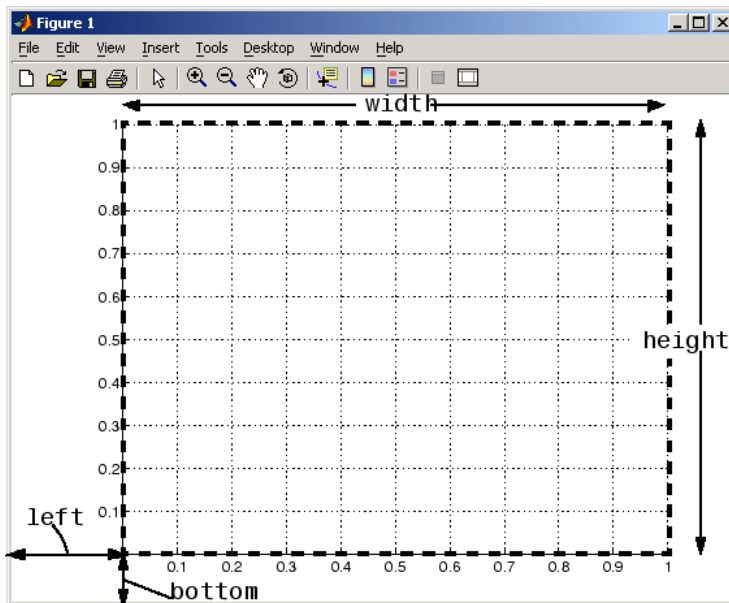 Figure 1
File Edit View Insert Tools Desktop Window Help
width
1
0.9
0.8
0.7
0.6
0.5
height
0.4
0.3
0.2
0.1
left
0.1 0.2 0.3 0.4 0.5 0.6 0.7 0.8 0.9 1
bottom